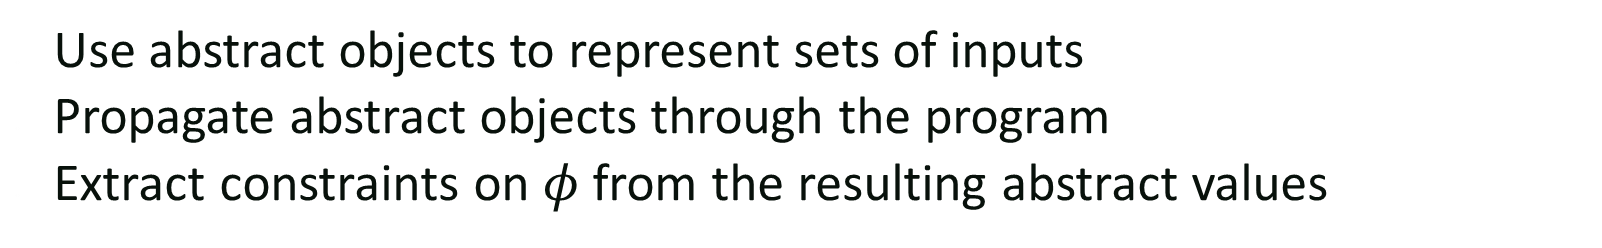 Use abstract objects to represent sets of inputs
Propagate abstract objects through the program
Extract constraints on ϕ from the resulting abstract values